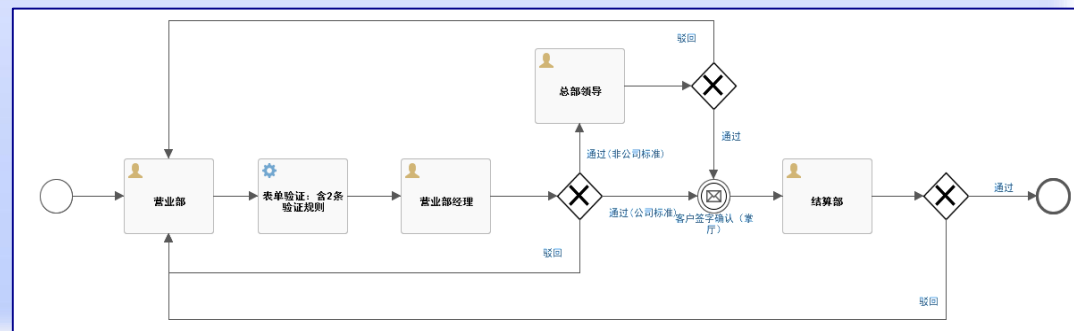 驳回
总部领导
通过
通过(非公司标准)
营业部
表单验证：含2条
验证规则
营业部经理
通过(公司标准)
客户签字确认（掌
厅）
结算部
通过
驳回
驳回